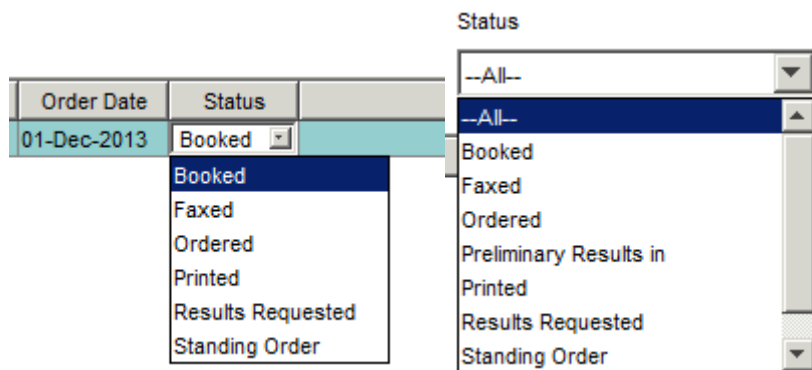 Order Date Status
01-Dec-2013 Booked
Booked
Faxed
Ordered
Printed
Results Requested
Standing Order
Status
--All--
--All--
Booked
Faxed
Ordered
Preliminary Results in
Printed
Results Requested
Standing Order